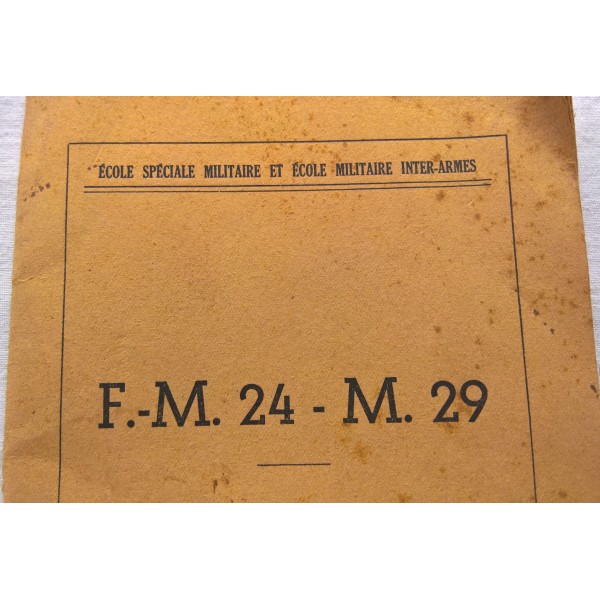 ÉCOLE SPÉCIALE MILITAIRE ET ÉCOLE MILITAIRE INTER-ARMES
F.-M. 24 - M. 29